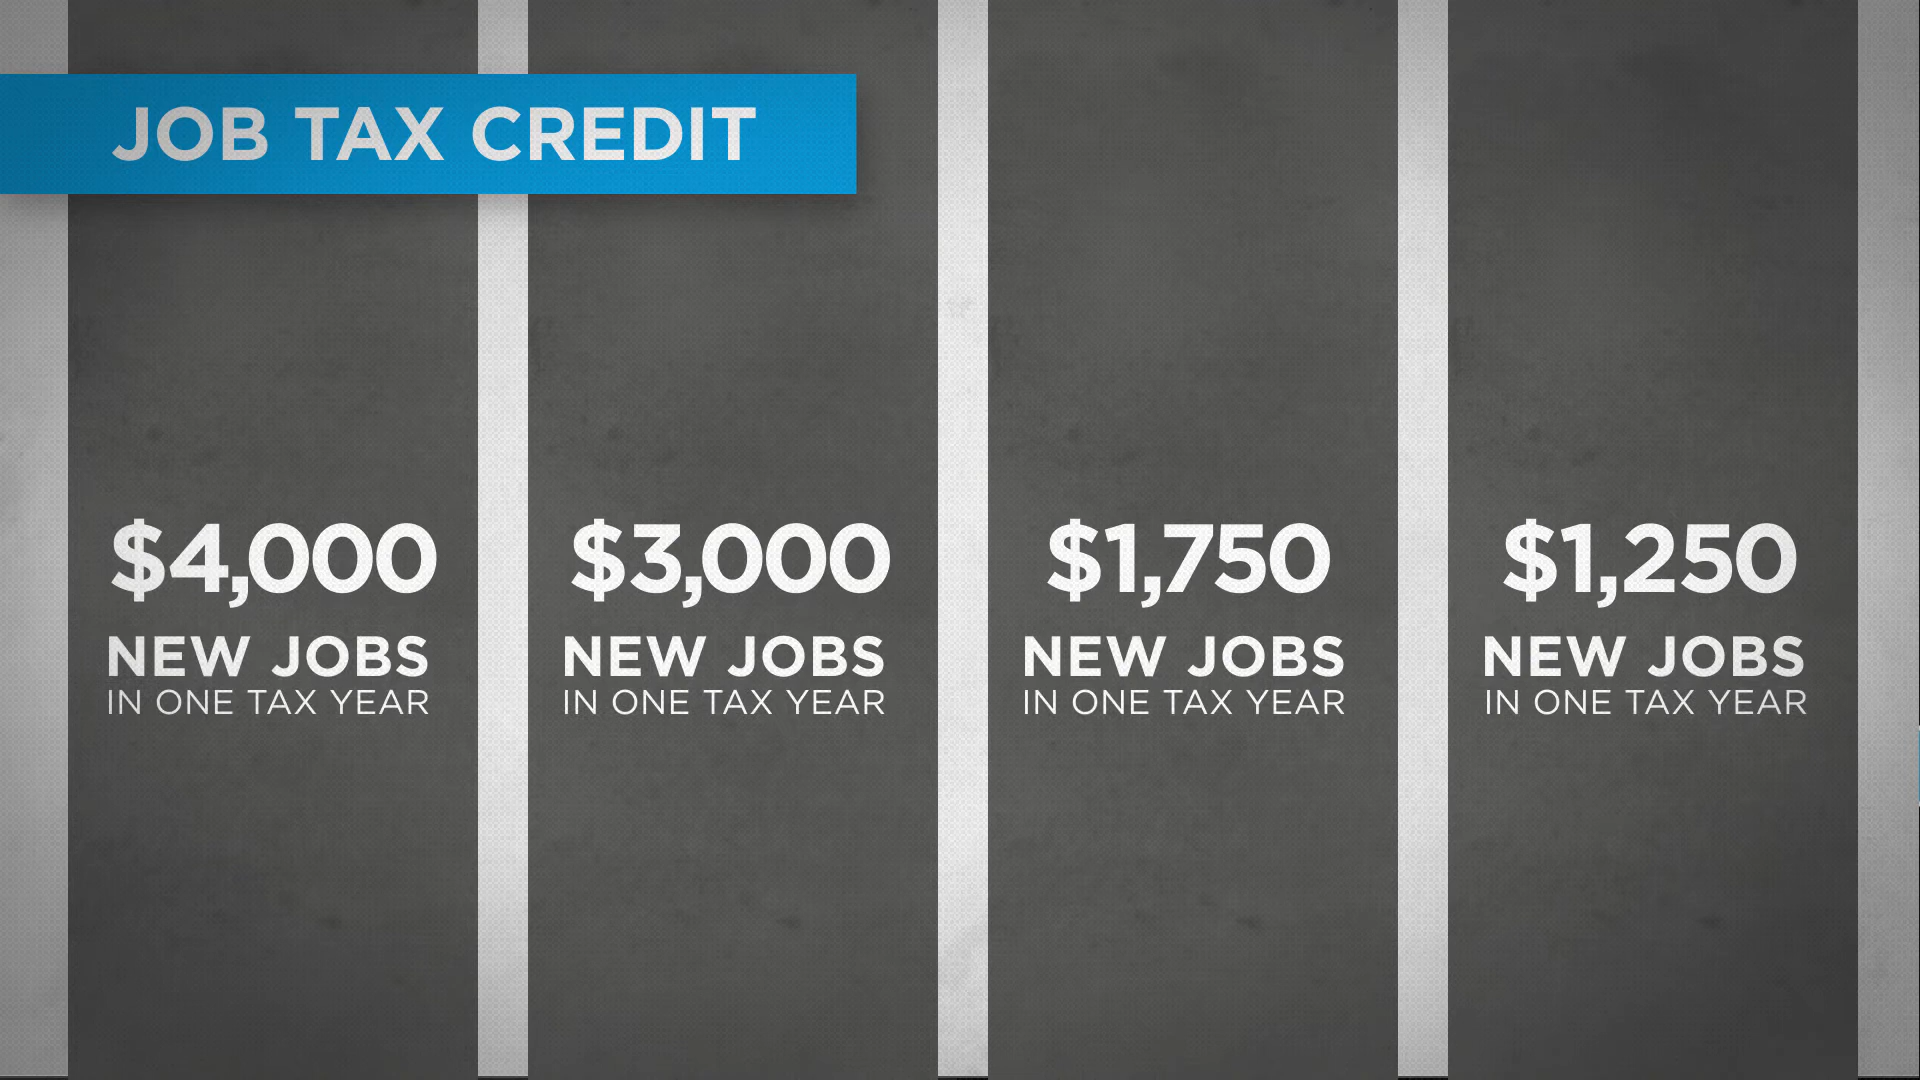 JOB TAX CREDIT
$4,000
NEW JOBS
IN ONE TAX YEAR
$3,000
NEW JOBS
IN ONE TAX YEAR
$1,750
NEW JOBS
IN ONE TAX YEAR
$1,250
NEW JOBS
IN ONE TAX YEAR